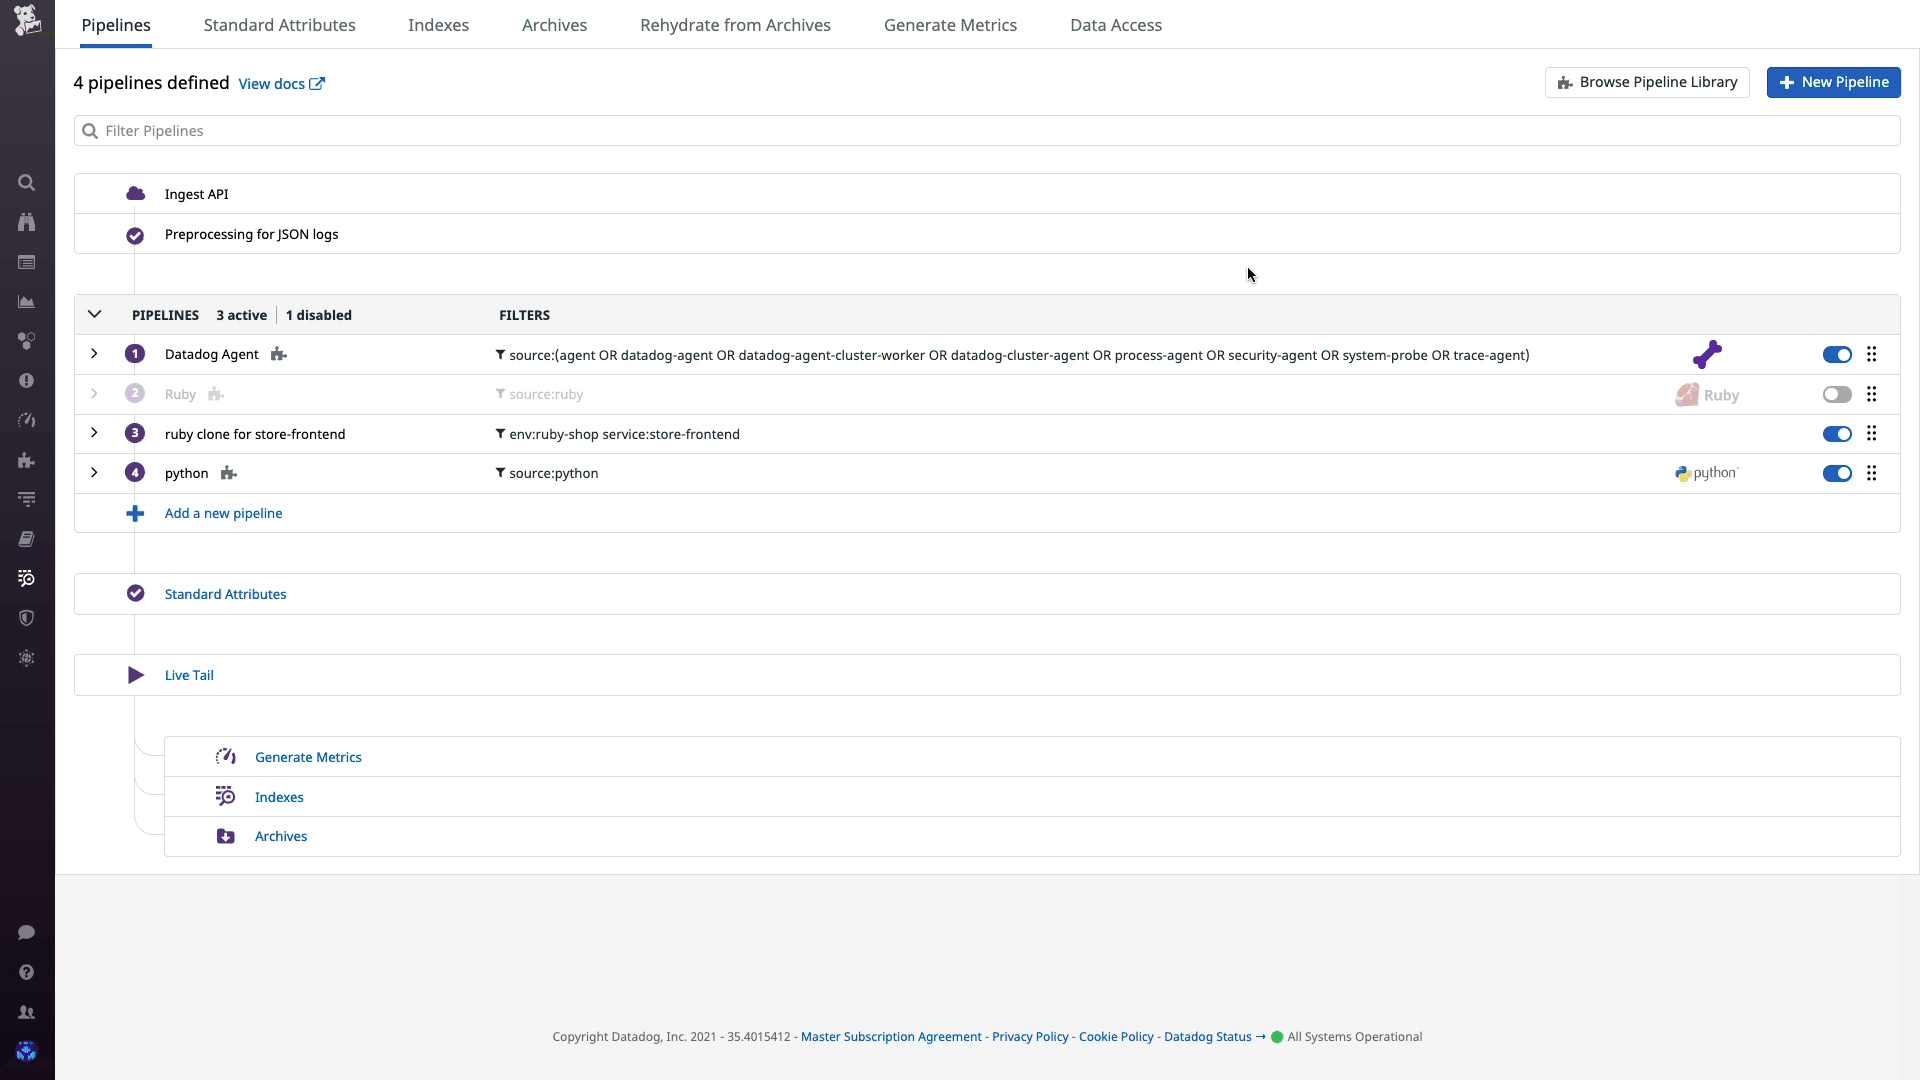 Pipelines Standard Attributes Indexes Archives Rehydrate from Archives Generate Metrics Data Access
4 pipelines defined View docs Browse Pipeline Library New Pipeline
Filter Pipelines
Ingest API
Preprocessing for JSON logs
PIPELINES 3 active 1 disabled FILTERS
1 Datadog Agent source:(agent OR datadog-agent OR datadog-agent-cluster-worker OR datadog-cluster-agent OR process-agent OR security-agent OR system-probe OR trace-agent)
2 Ruby source:ruby Ruby
3 ruby clone for store-frontend env:ruby-shop service:store-frontend
4 python source:python python
Add a new pipeline
Standard Attributes
Live Tail
Generate Metrics
Indexes
Archives
Copyright Datadog, Inc. 2021 - 35.4015412 - Master Subscription Agreement - Privacy Policy - Cookie Policy - Datadog Status → All Systems Operational